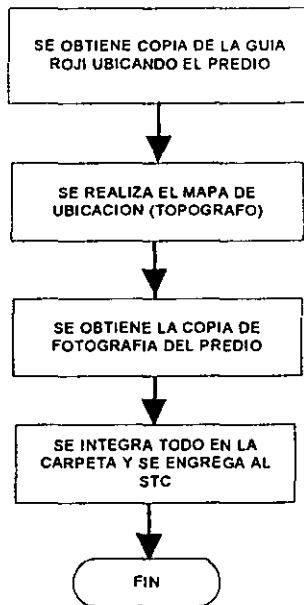 SE OBTIENE COPIA DE LA GUIA
ROJI UBICANDO EL PREDIO
SE REALIZA EL MAPA DE
UBICACION (TOPOGRAFO)
SE OBTIENE LA COPIA DE
FOTOGRAFIA DEL PREDIO
SE INTEGRA TODO EN LA
CARPETA Y SE ENGREGA AL
STC
FIN